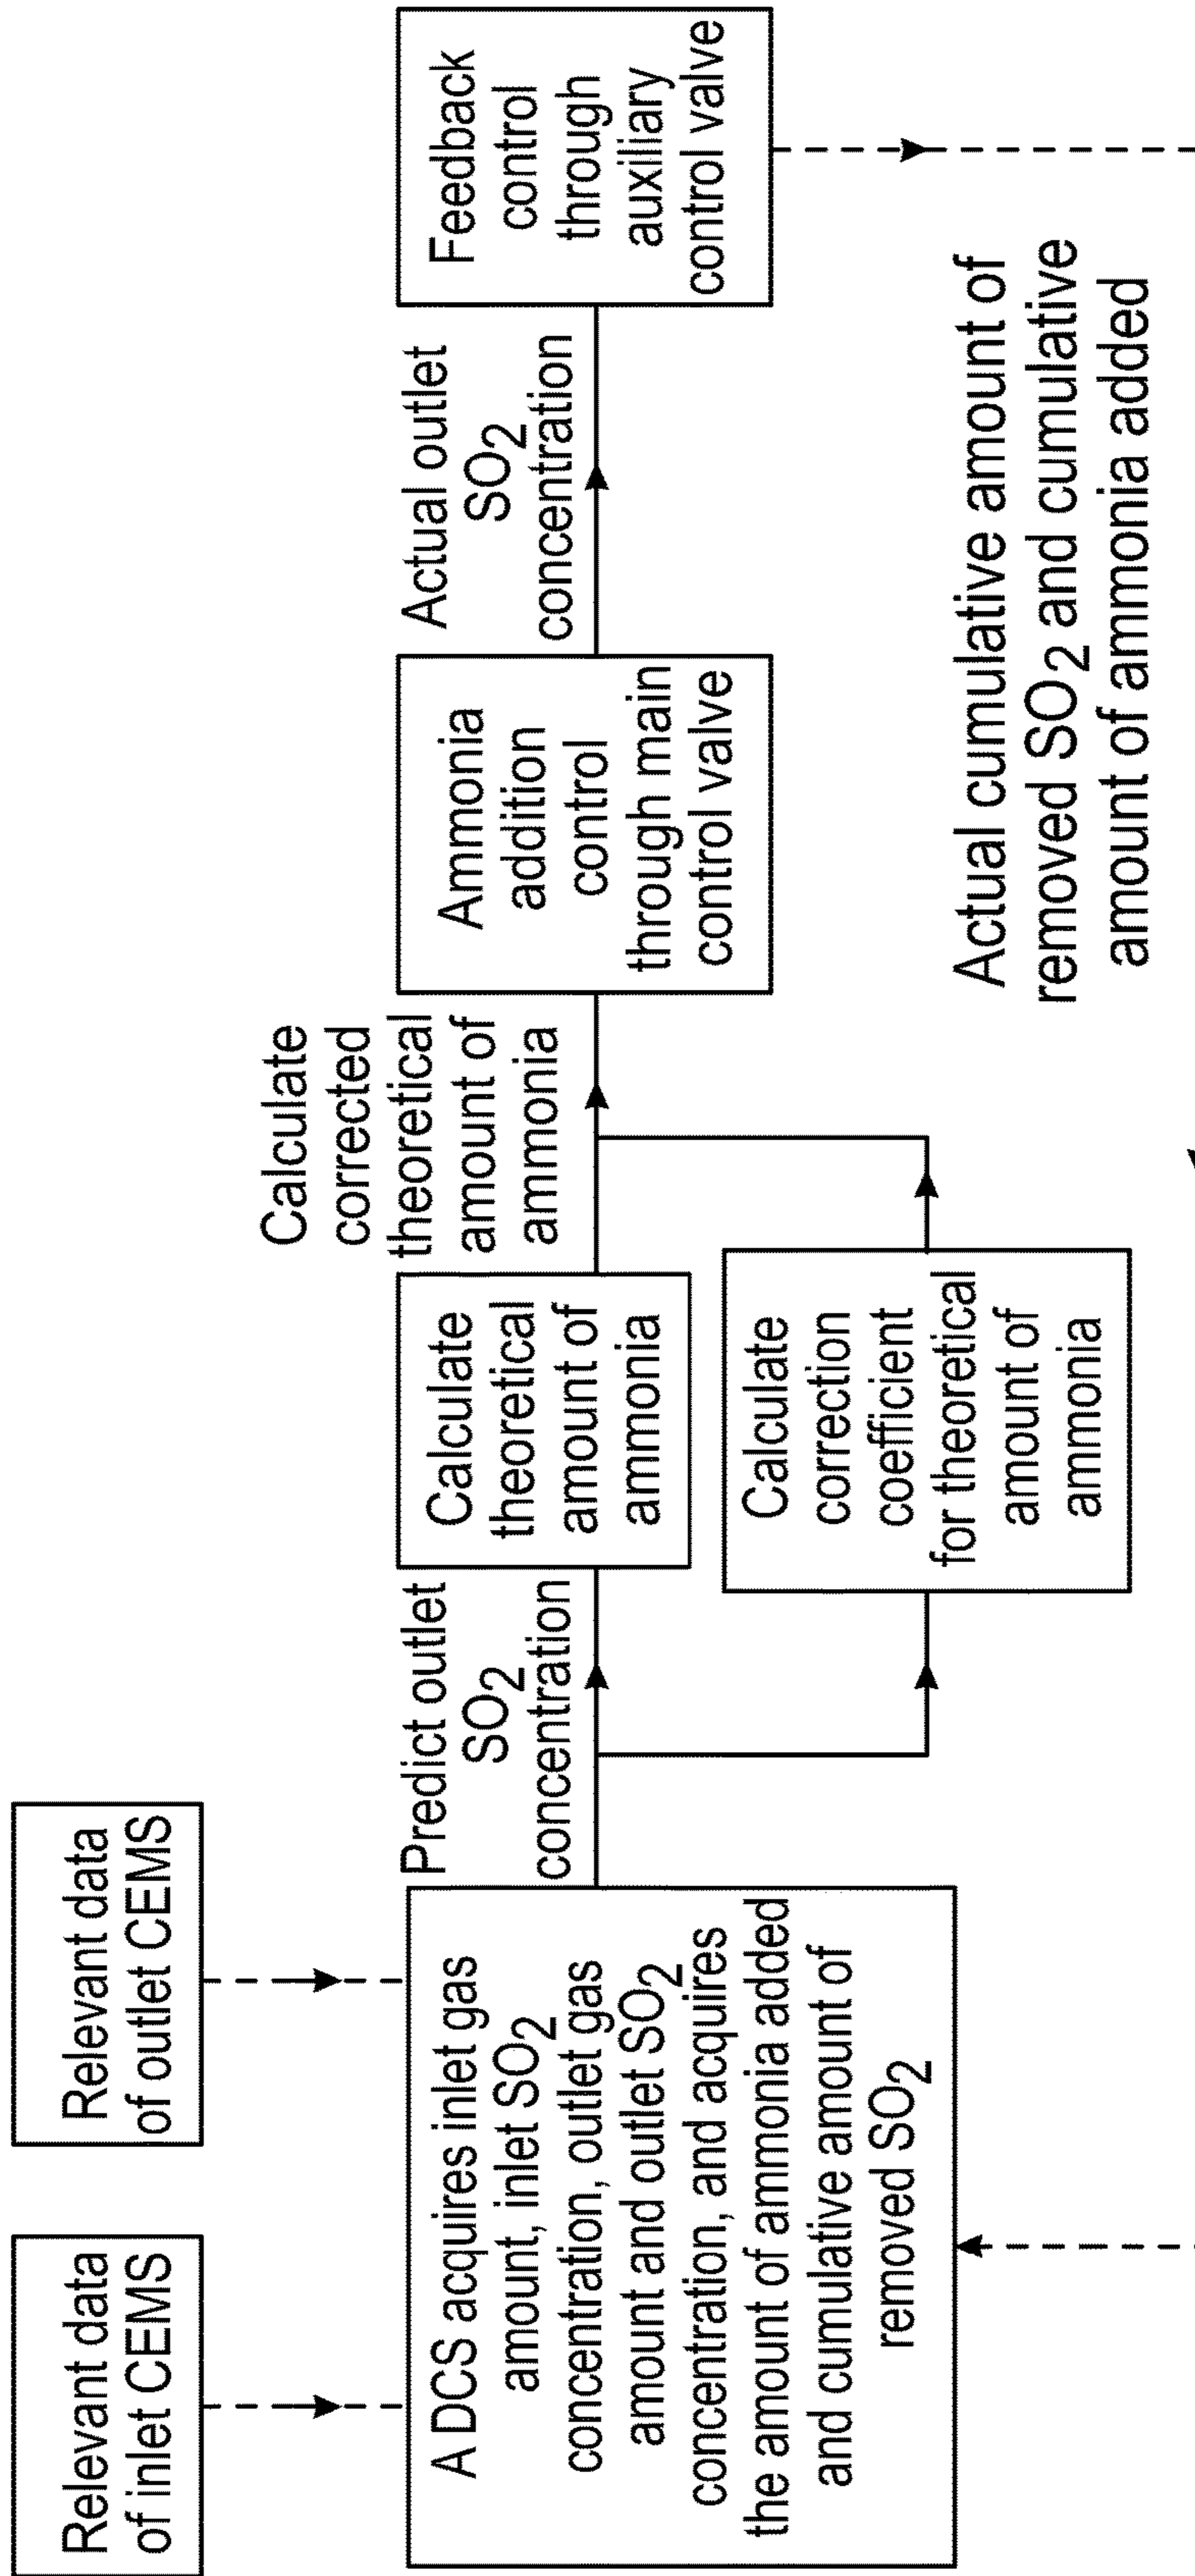 Relevant data
of inlet CEMS
Relevant data
of outlet CEMS
A DCS acquires inlet gas
amount, inlet SO2
concentration, outlet gas
amount and outlet SO2
concentration, and acquires
the amount of ammonia added
and cumulative amount of
removed SO2
Predict outlet
SO2
concentration
Calculate
theoretical
amount of
ammonia
Calculate
correction
coefficient
for theoretical
amount of
ammonia
Calculate
corrected
theoretical
amount of
ammonia
Ammonia
addition
control
through main
control valve
Actual outlet
SO2
concentration
Feedback
control
through
auxiliary
control valve
Actual cumulative amount of
removed SO2 and cumulative
amount of ammonia added